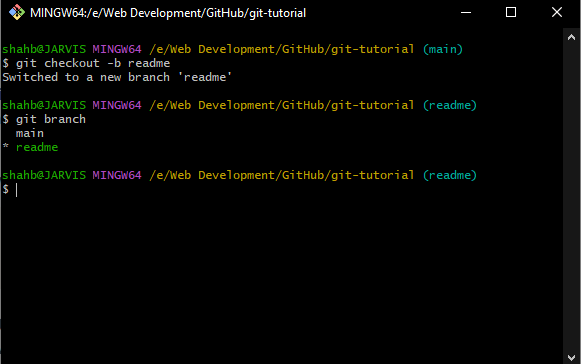 MINGW64:/e/Web Development/GitHub/git-tutorial
shahb@JARVIS MINGW64 /e/Web Development/GitHub/git-tutorial (main)
$ git checkout -b readme
Switched to a new branch 'readme'
shahb@JARVIS MINGW64 /e/Web Development/GitHub/git-tutorial (readme)
$ git branch
  main
* readme
shahb@JARVIS MINGW64 /e/Web Development/GitHub/git-tutorial (readme)
$